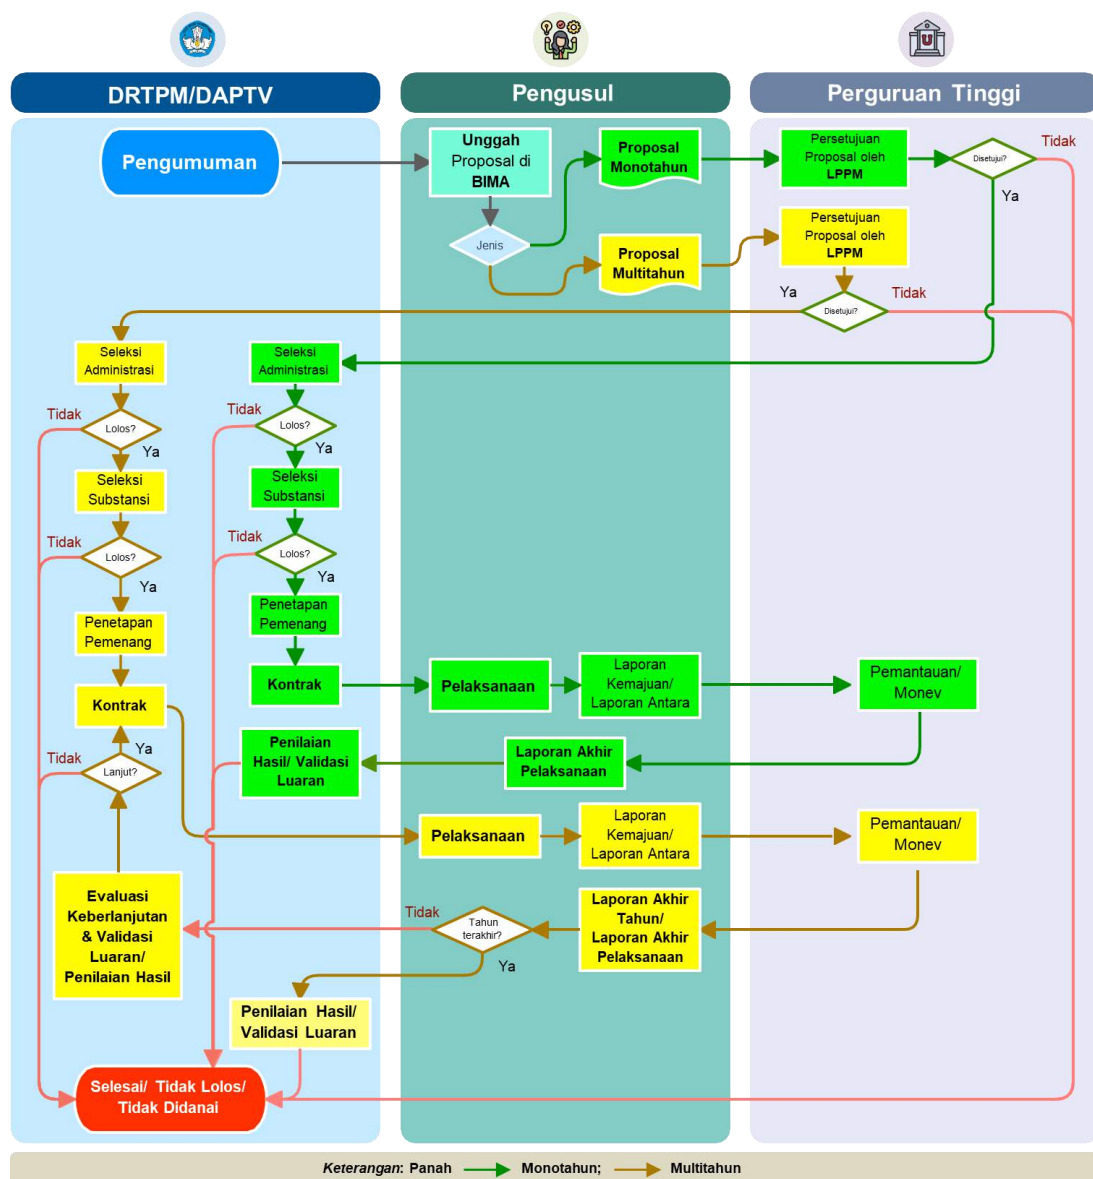 DRTPM/DAPTV
Pengusul
Perguruan Tinggi
Pengumuman
Unggah
Proposal di
BIMA
Jenis
Proposal
Monotahun
Proposal
Multitahun
Persetujuan
Proposal oleh
LPPM
Disetujui?
Tidak
Ya
Persetujuan
Proposal oleh
LPPM
Ya
Disetujui?
Tidak
Seleksi
Administrasi
Tidak
Lolos?
Ya
Seleksi
Substansi
Tidak
Lolos?
Ya
Penetapan
Pemenang
Kontrak
Ya
Tidak
Lanjut?
Evaluasi
Keberlanjutan
& Validasi
Luaran/
Penilaian Hasil
Seleksi
Administrasi
Tidak
Lolos?
Ya
Seleksi
Substansi
Tidak
Lolos?
Ya
Penetapan
Pemenang
Kontrak
Pelaksanaan
Laporan
Kemajuan/
Laporan Antara
Pemantauan/
Monev
Penilaian
Hasil/ Validasi
Luaran
Laporan Akhir
Pelaksanaan
Pelaksanaan
Laporan
Kemajuan/
Laporan Antara
Pemantauan/
Monev
Tidak
Tahun
terakhir?
Ya
Laporan Akhir
Tahun/
Laporan Akhir
Pelaksanaan
Penilaian Hasil/
Validasi Luaran
Selesai/ Tidak Lolos/
Tidak Didanai
Keterangan: Panah Monotahun; Multitahun
U